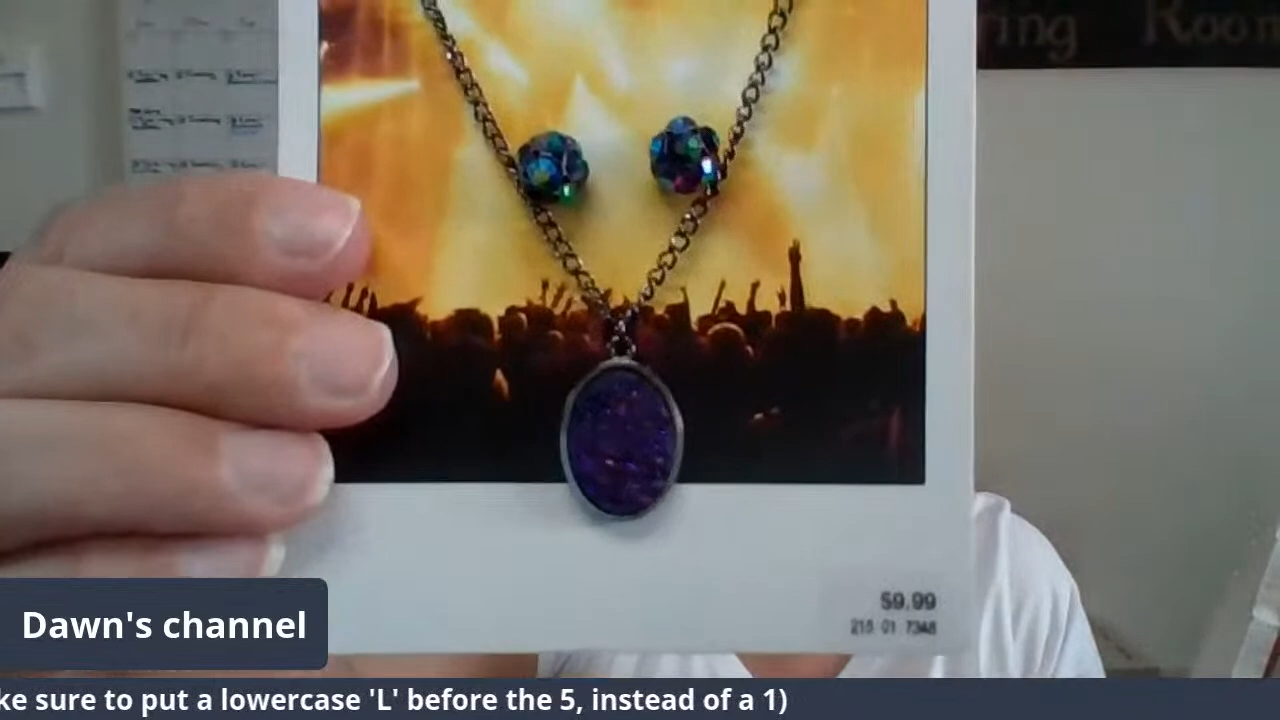 ring Room
$9.99
218 01 7348
Dawn's channel
ke sure to put a lowercase 'L' before the 5, instead of a 1)